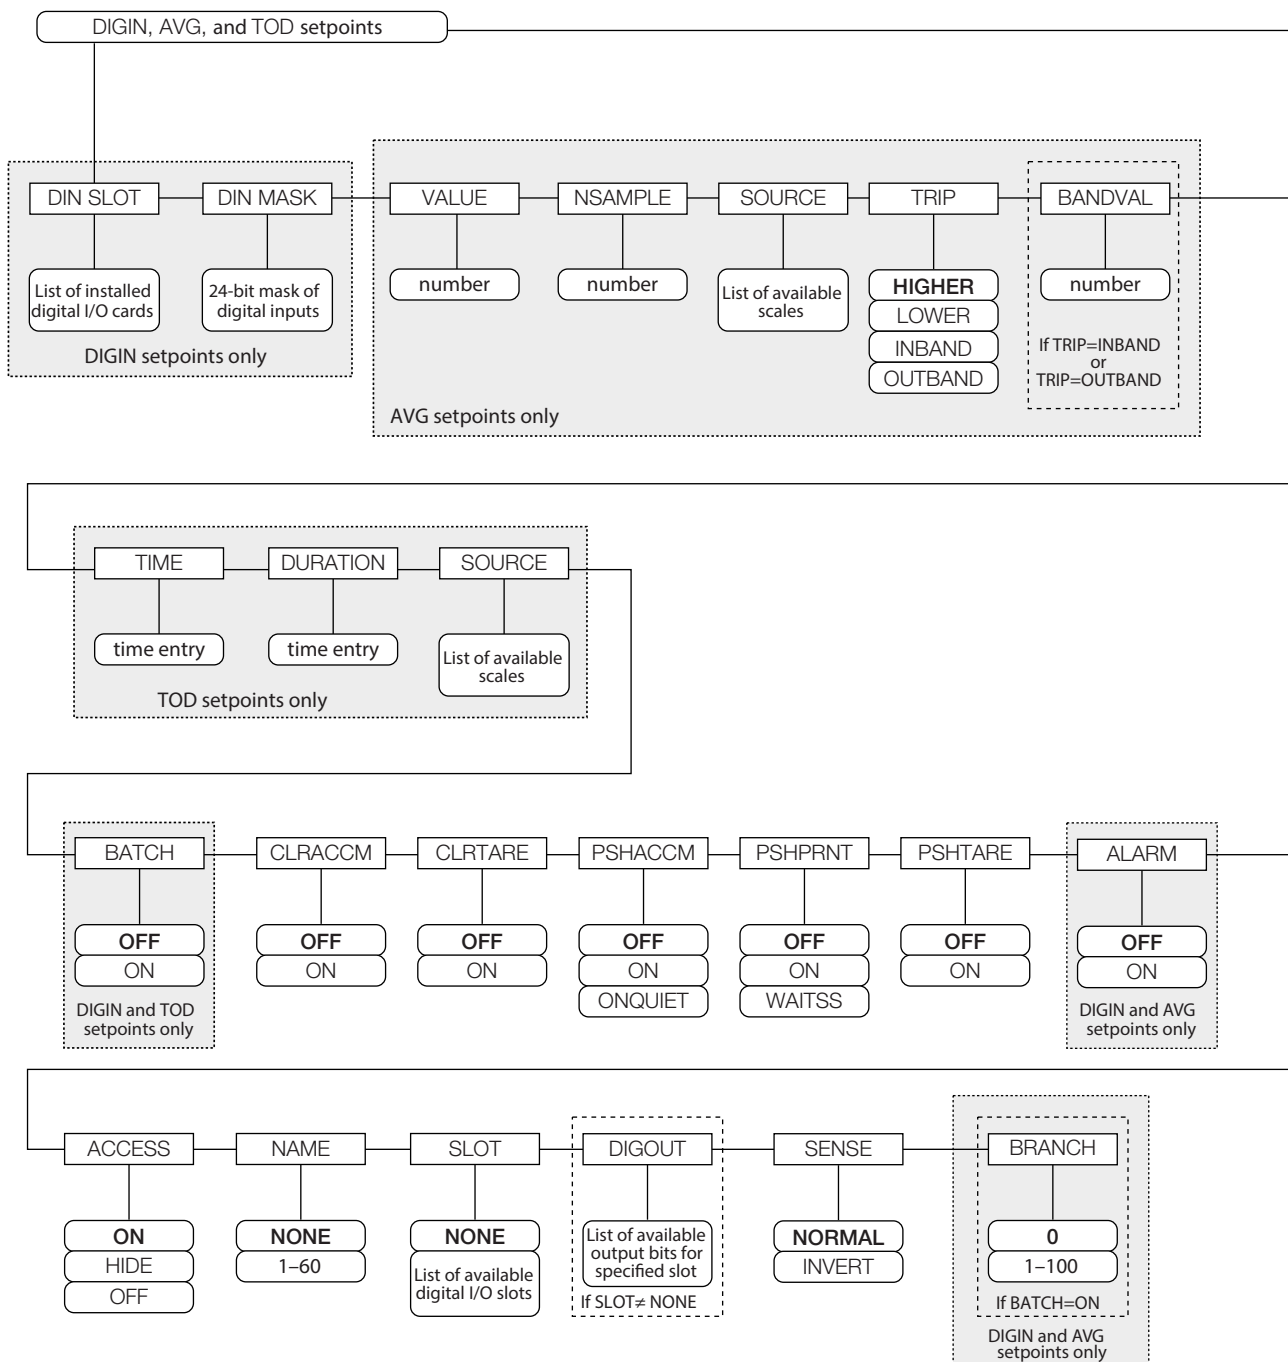 DIGIN, AVG, and TOD setpoints
DIN SLOT
DIN MASK
List of installed
digital I/O cards
24-bit mask of
digital inputs
DIGIN setpoints only
VALUE
NSAMPLE
SOURCE
TRIP
BANDVAL
number
number
List of available
scales
HIGHER
LOWER
INBAND
OUTBAND
number
If TRIP=INBAND
or
TRIP=OUTBAND
AVG setpoints only
TIME
DURATION
SOURCE
time entry
time entry
List of available
scales
TOD setpoints only
BATCH
CLRACCM
CLRTARE
PSHACCM
PSHPRNT
PSHTARE
ALARM
OFF
ON
DIGIN and TOD
setpoints only
OFF
ON
OFF
ON
OFF
ON
ONQUIET
OFF
ON
WAITSS
OFF
ON
OFF
ON
DIGIN and AVG
setpoints only
ACCESS
NAME
SLOT
DIGOUT
SENSE
BRANCH
ON
HIDE
OFF
NONE
1–60
NONE
List of available
digital I/O slots
List of available
output bits for
specified slot
If SLOT≠ NONE
NORMAL
INVERT
0
1–100
If BATCH=ON
DIGIN and AVG
setpoints only